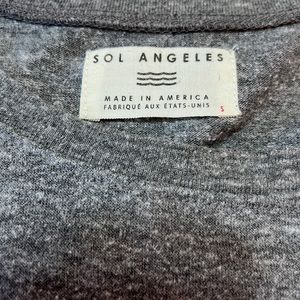 SOL ANGELES
MADE IN AMERICA
FABRIQUÉ AUX ÉTATS-UNIS
S